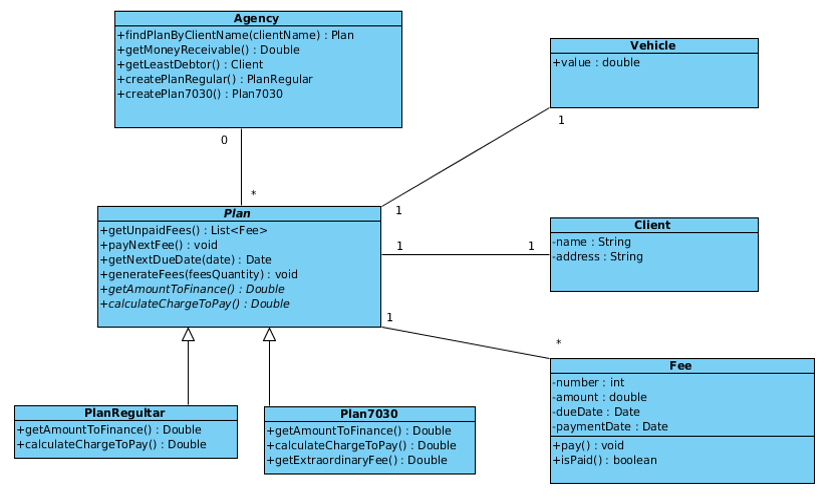 Agency
+findPlanByClientName(clientName) : Plan
+getMoneyReceivable() : Double
+getLeastDebtor() : Client
+createPlanRegular() : PlanRegular
+createPlan7030() : Plan7030
Vehicle
+value : double
0
*
1
1
Plan
+getUnpaidFees() : List<Fee>
+payNextFee() : void
+getNextDueDate(date) : Date
+generateFees(feesQuantity) : void
+getAmountToFinance() : Double
+calculateChargeToPay() : Double
1
1
Client
-name : String
-address : String
1
*
Fee
-number : int
-amount : double
-dueDate : Date
-paymentDate : Date
+pay() : void
+isPaid() : boolean
PlanRegultar
+getAmountToFinance() : Double
+calculateChargeToPay() : Double
Plan7030
+getAmountToFinance() : Double
+calculateChargeToPay() : Double
+getExtraordinaryFee() : Double